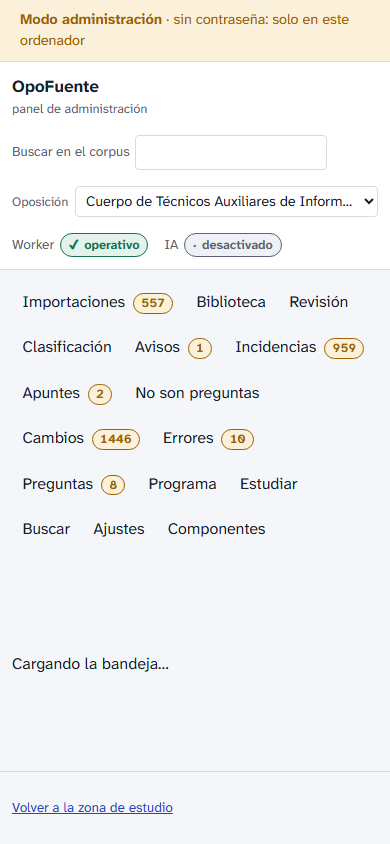 Modo administración · sin contraseña: solo en este
ordenador
OpoFuente
panel de administración
Buscar en el corpus
Oposición Cuerpo de Técnicos Auxiliares de Inform...
Worker ✓ operativo IA · desactivado
Importaciones 557 Biblioteca Revisión
Clasificación Avisos 1 Incidencias 959
Apuntes 2 No son preguntas
Cambios 1446 Errores 10
Preguntas 8 Programa Estudiar
Buscar Ajustes Componentes
Cargando la bandeja...
Volver a la zona de estudio